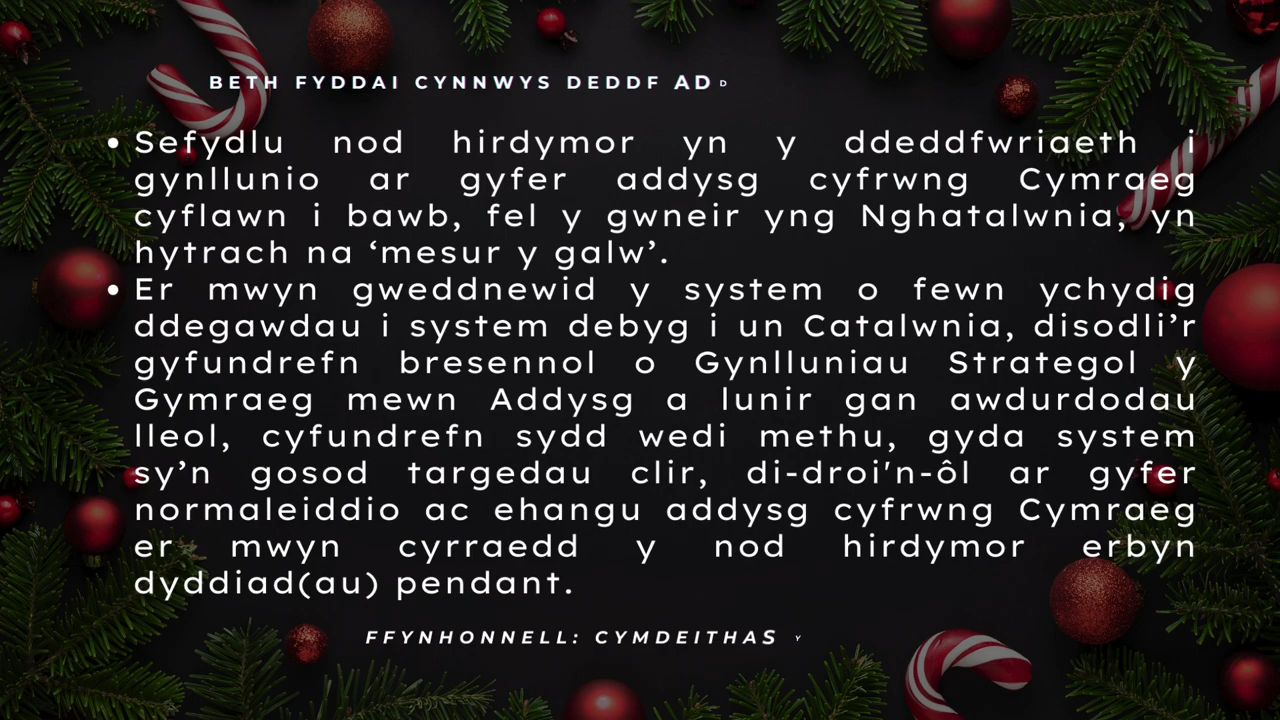 BETH FYDDAI CYNNWYS DEDDF ADD
• Sefydlu nod hirdymor yn y ddeddfwriaeth i
gynllunio ar gyfer addysg cyfrwng Cymraeg
cyflawn i bawb, fel y gwneir yng Nghatalwnia, yn
hytrach na ‘mesur y galw’.
• Er mwyn gweddnewid y system o fewn ychydig
ddegawdau i system debyg i un Catalwnia, disodli’r
gyfundrefn bresennol o Gynlluniau Strategol y
Gymraeg mewn Addysg a lunir gan awdurdodau
lleol, cyfundrefn sydd wedi methu, gyda system
sy’n gosod targedau clir, di-droi'n-ôl ar gyfer
normaleiddio ac ehangu addysg cyfrwng Cymraeg
er mwyn cyrraedd y nod hirdymor erbyn
dyddiad(au) pendant.
FFYNHONNELL: CYMDEITHAS Y